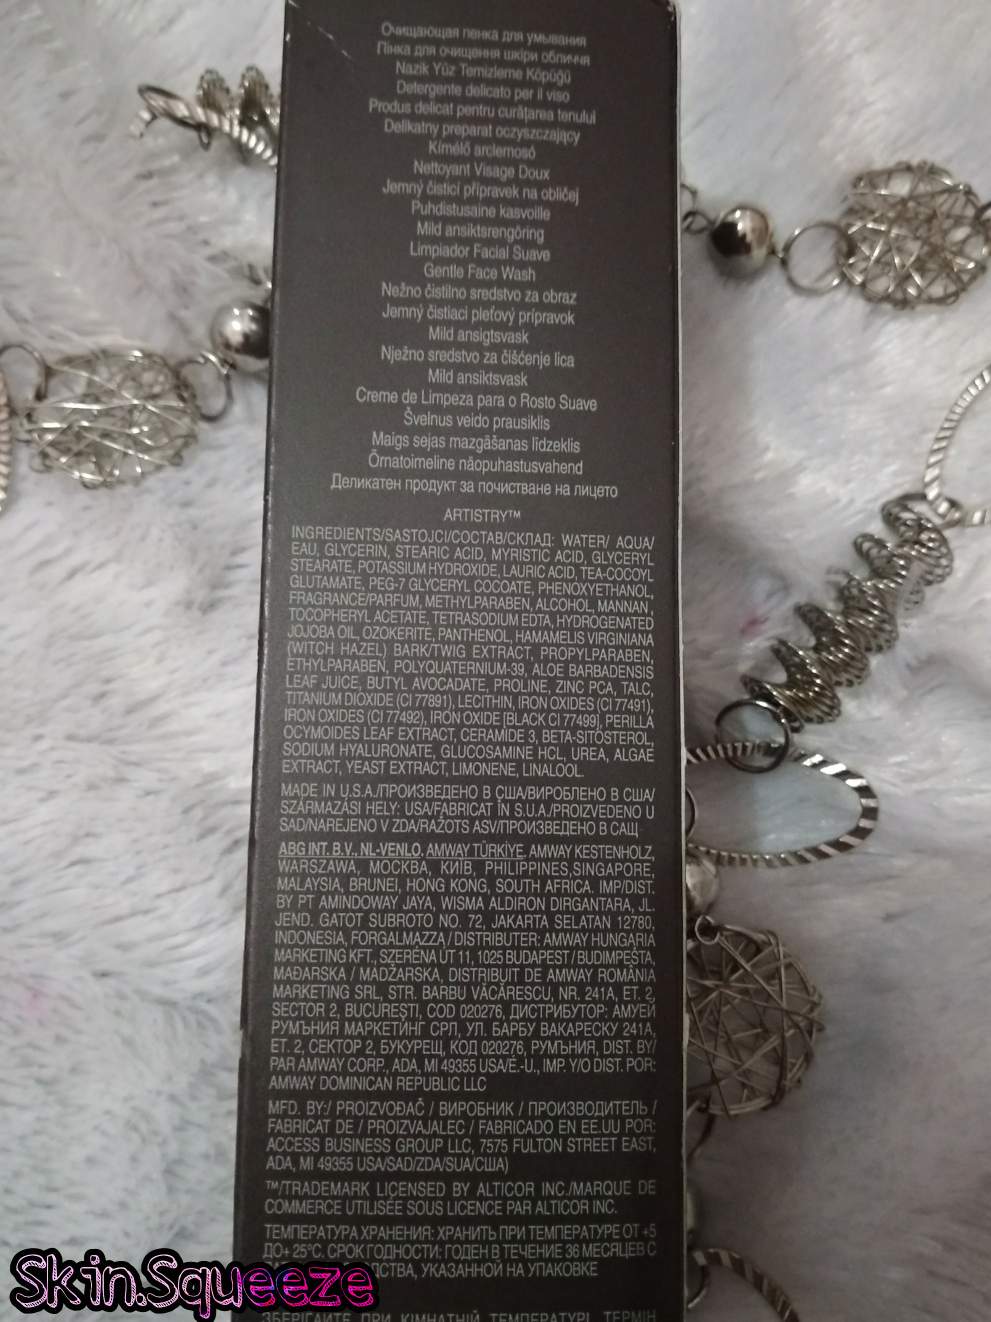 Очищающая пенка для умывания
Пінка для очищення шкіри обличчя
Nazik Yüz Temizleme Köpüğü
Detergente delicato per il viso
Produs delicat pentru curățarea tenului
Delikatny preparat oczyszczający
Kímélő arclemosó
Nettoyant Visage Doux
Jemný čisticí přípravek na obličej
Puhdistusaine kasvoille
Mild ansiktsrengöring
Limpiador Facial Suave
Gentle Face Wash
Nežno čistilno sredstvo za obraz
Jemný čistiaci pleťový prípravok
Mild ansigtsvask
Nježno sredstvo za čišćenje lica
Mild ansiktsvask
Creme de Limpeza para o Rosto Suave
Švelnus veido prausiklis
Maigs sejas mazgāšanas līdzeklis
Õrnatoimeline näopuhastusvahend
Деликатен продукт за почистване на лицето
ARTISTRY™
INGREDIENTS/SASTOJCI/СОСТАВ/СКЛАД: WATER/ AQUA/
EAU, GLYCERIN, STEARIC ACID, MYRISTIC ACID, GLYCERYL
STEARATE, POTASSIUM HYDROXIDE, LAURIC ACID, TEA-COCOYL
GLUTAMATE, PEG-7 GLYCERYL COCOATE, PHENOXYETHANOL,
FRAGRANCE/PARFUM, METHYLPARABEN, ALCOHOL, MANNAN,
TOCOPHERYL ACETATE, TETRASODIUM EDTA, HYDROGENATED
JOJOBA OIL, OZOKERITE, PANTHENOL, HAMAMELIS VIRGINIANA
(WITCH HAZEL) BARK/TWIG EXTRACT, PROPYLPARABEN,
ETHYLPARABEN, POLYQUATERNIUM-39, ALOE BARBADENSIS
LEAF JUICE, BUTYL AVOCADATE, PROLINE, ZINC PCA, TALC,
TITANIUM DIOXIDE (CI 77891), LECITHIN, IRON OXIDES (CI 77491),
IRON OXIDES (CI 77492), IRON OXIDE [BLACK CI 77499], PERILLA
OCYMOIDES LEAF EXTRACT, CERAMIDE 3, BETA-SITOSTEROL,
SODIUM HYALURONATE, GLUCOSAMINE HCL, UREA, ALGAE
EXTRACT, YEAST EXTRACT, LIMONENE, LINALOOL.
MADE IN U.S.A./ПРОИЗВЕДЕНО В США/ВИРОБЛЕНО В США/
SZÁRMAZÁSI HELY: USA/FABRICAT ÎN S.U.A./PROIZVEDENO U
SAD/NAREJENO V ZDA/RAŽOTS ASV/ПРОИЗВЕДЕНО В САЩ
ABG INT. B.V., NL-VENLO. AMWAY TÜRKİYE. AMWAY KESTENHOLZ,
WARSZAWA, МОСКВА, КИЇВ, PHILIPPINES,SINGAPORE,
MALAYSIA, BRUNEI, HONG KONG, SOUTH AFRICA. IMP/DIST.
BY PT AMINDOWAY JAYA, WISMA ALDIRON DIRGANTARA, JL.
JEND. GATOT SUBROTO NO. 72, JAKARTA SELATAN 12780,
INDONESIA, FORGALMAZZA / DISTRIBUTER: AMWAY HUNGARIA
MARKETING KFT., SZERÉNA ÚT 11, 1025 BUDAPEST / BUDIMPEŠTA,
MAĐARSKA / MADŽARSKA, DISTRIBUIT DE AMWAY ROMÂNIA
MARKETING SRL, STR. BARBU VĂCĂRESCU, NR. 241A, ET. 2,
SECTOR 2, BUCUREȘTI, COD 020276, ДИСТРИБУТОР: АМУЕЙ
РУМЪНИЯ МАРКЕТИНГ СРЛ, УЛ. БАРБУ ВАКАРЕСКУ 241А,
ЕТ. 2, СЕКТОР 2, БУКУРЕЩ, КОД 020276, РУМЪНИЯ, DIST. BY/
PAR AMWAY CORP., ADA, MI 49355 USA/É.-U., IMP. Y/O DIST. POR:
AMWAY DOMINICAN REPUBLIC LLC
MFD. BY:/ PROIZVOĐAČ / ВИРОБНИК / ПРОИЗВОДИТЕЛЬ /
FABRICAT DE / PROIZVAJALEC / FABRICADO EN EE.UU POR:
ACCESS BUSINESS GROUP LLC, 7575 FULTON STREET EAST,
ADA, MI 49355 USA/SAD/ZDA/SUA/США)
™/TRADEMARK LICENSED BY ALTICOR INC./MARQUE DE
COMMERCE UTILISÉE SOUS LICENCE PAR ALTICOR INC.
ТЕМПЕРАТУРА ХРАНЕНИЯ: ХРАНИТЬ ПРИ ТЕМПЕРАТУРЕ ОТ +5
ДО+ 25°C. СРОК ГОДНОСТИ: ГОДЕН В ТЕЧЕНИЕ 36 МЕСЯЦЕВ С
УКАЗАННОЙ НА УПАКОВКЕ
ЗБЕРІГАТИ ПРИ КІМНАТНІЙ ТЕМПЕРАТУРІ. ТЕРМІН
Skin.Squeeze